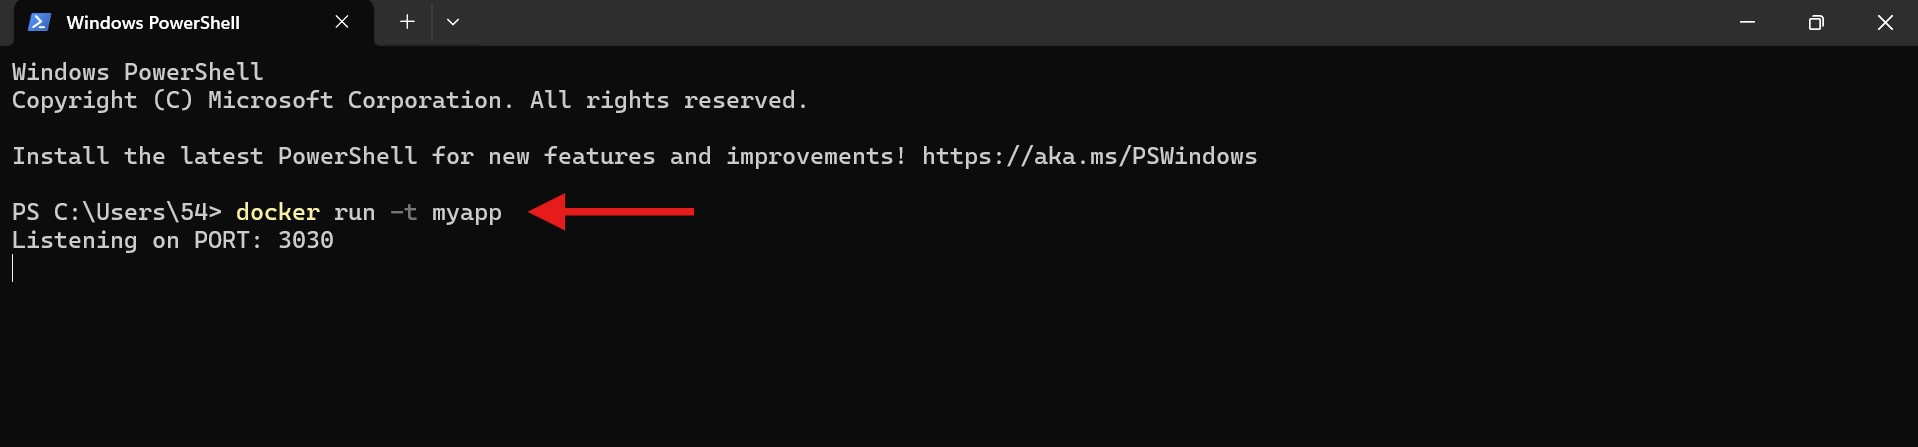 Windows PowerShell
Windows PowerShell
Copyright (C) Microsoft Corporation. All rights reserved.
Install the latest PowerShell for new features and improvements! https://aka.ms/PSWindows
PS C:\Users\54> docker run -t myapp
Listening on PORT: 3030